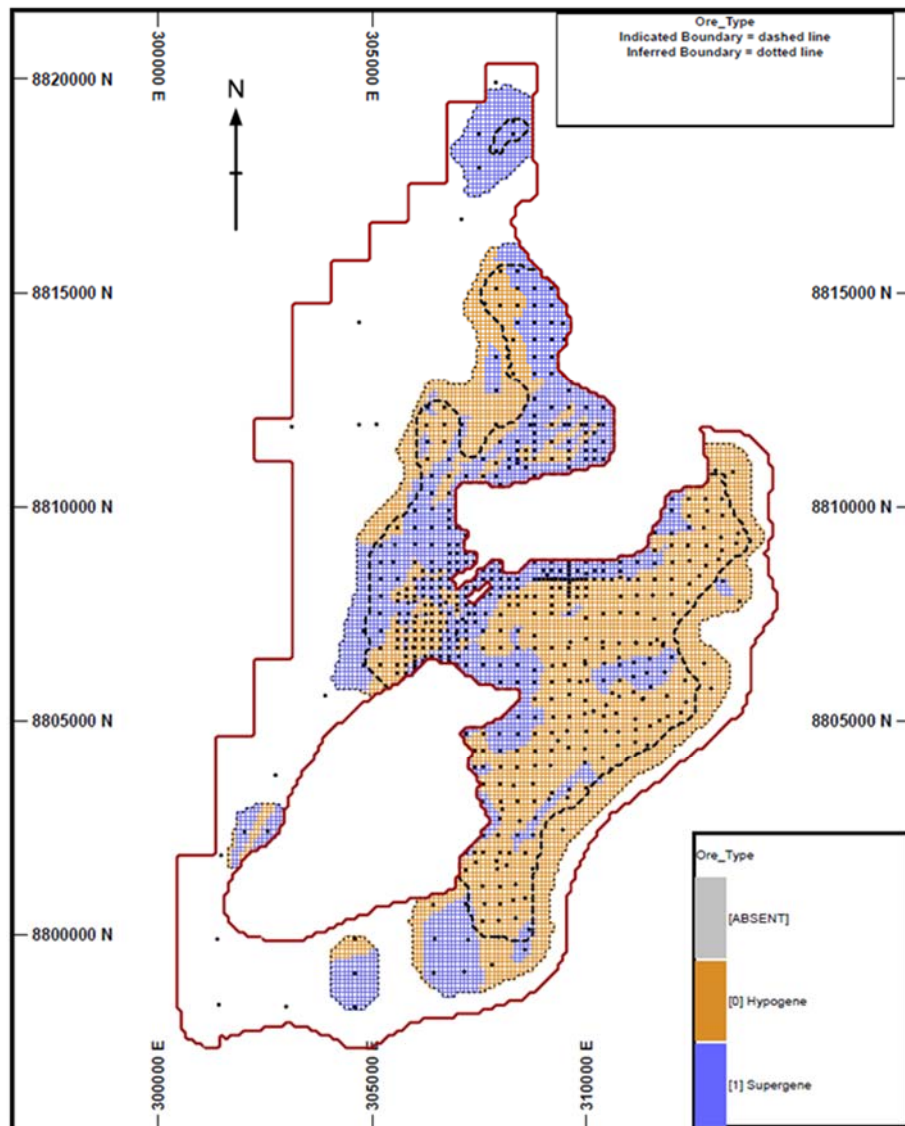 Ore_Type
Indicated Boundary = dashed line
Inferred Boundary = dotted line
300000 E
305000 E
8820000 N
N
8815000 N
8815000 N
8810000 N
8810000 N
8805000 N
8805000 N
8800000 N
300000 E
305000 E
310000 E
Ore_Type
[ABSENT]
[0] Hypogene
[1] Supergene